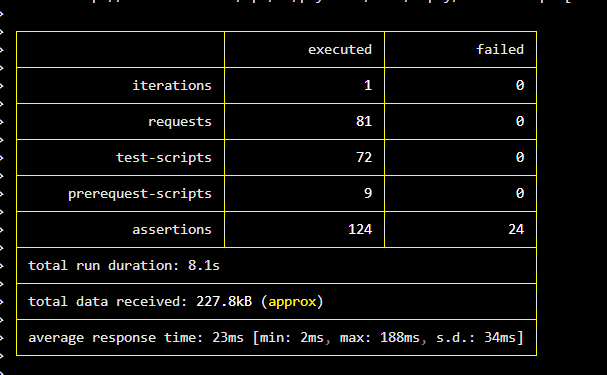 executed failed
iterations 1 0
requests 81 0
test-scripts 72 0
prerequest-scripts 9 0
assertions 124 24
total run duration: 8.1s
total data received: 227.8kB (approx)
average response time: 23ms [min: 2ms, max: 188ms, s.d.: 34ms]